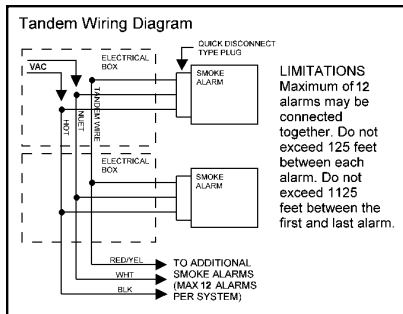 Tandem Wiring Diagram
QUICK DISCONNECT
TYPE PLUG
ELECTRICAL
BOX
VAC
SMOKE
ALARM
HOT
NUET
TANDEM WIRE
ELECTRICAL
BOX
SMOKE
ALARM
LIMITATIONS
Maximum of 12
alarms may be
connected
together. Do not
exceed 125 feet
between each
alarm. Do not
exceed 1125
feet between the
first and last alarm.
RED/YEL
WHT
BLK
TO ADDITIONAL
SMOKE ALARMS
(MAX 12 ALARMS
PER SYSTEM)